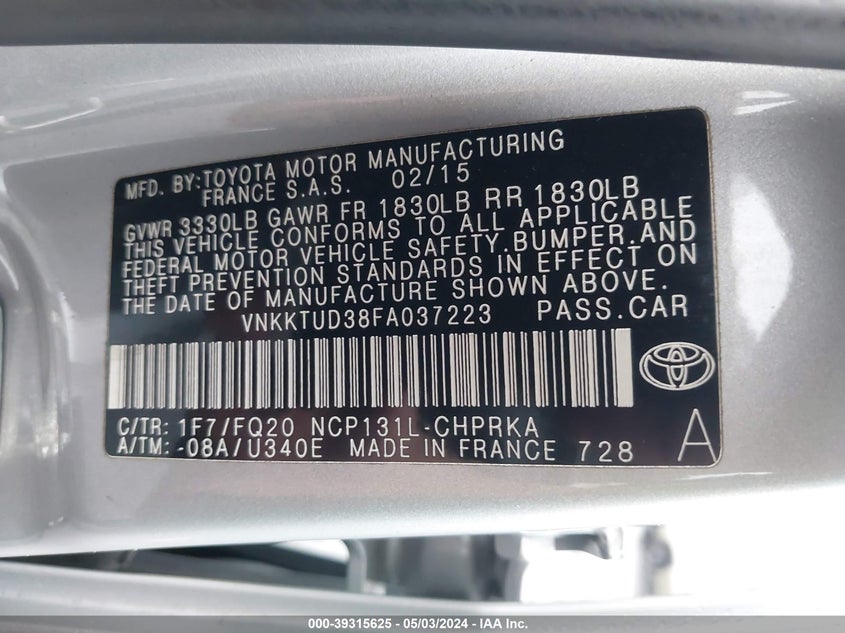 MFD. BY:TOYOTA MOTOR MANUFACTURING
FRANCE S.A.S. 02/15
GVWR 3330LB GAWR FR 1830LB RR 1830LB
THIS VEHICLE CONFORMS TO ALL APPLICABLE
FEDERAL MOTOR VEHICLE SAFETY,BUMPER,AND
THEFT PREVENTION STANDARDS IN EFFECT ON
THE DATE OF MANUFACTURE SHOWN ABOVE.
VNKKTUD38FA037223 PASS.CAR
C/TR: 1F7/FQ20 NCP131L-CHPRKA
A/TM: -08A/U340E MADE IN FRANCE 728
A
000-39315625 - 05/03/2024 - IAA Inc.